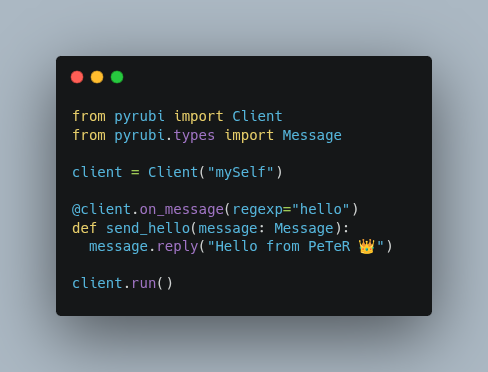 from pyrubi import Client
from pyrubi.types import Message
client = Client("mySelf")
@client.on_message(regexp="hello")
def send_hello(message: Message):
message.reply("Hello from PeTeR 👑")
client.run()